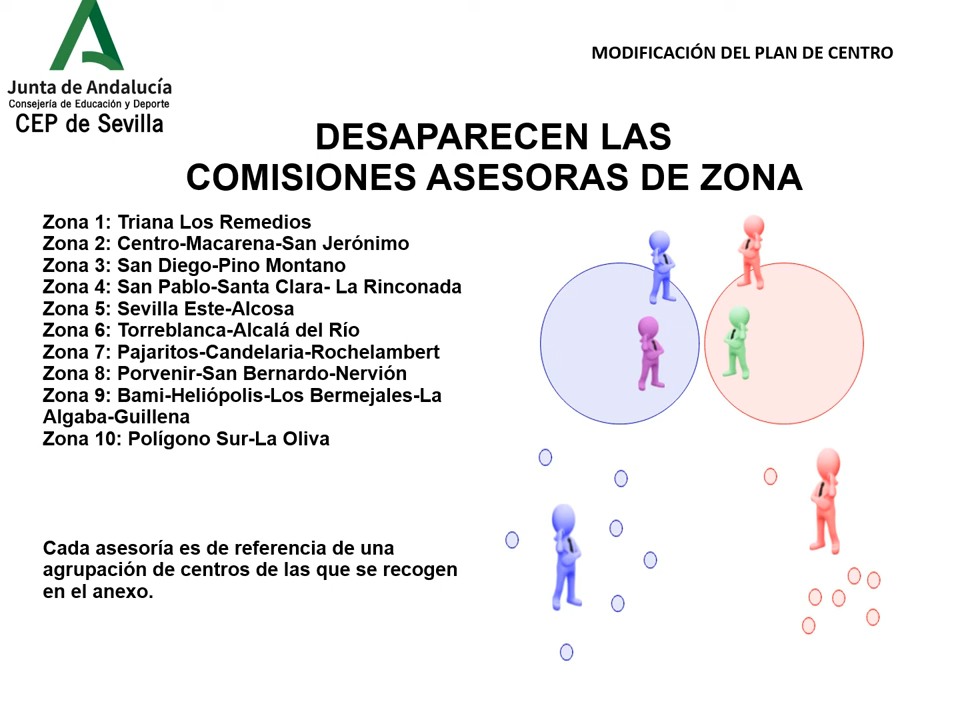 Junta de Andalucía
Consejería de Educación y Deporte
CEP de Sevilla
MODIFICACIÓN DEL PLAN DE CENTRO
DESAPARECEN LAS
COMISIONES ASESORAS DE ZONA
Zona 1: Triana Los Remedios
Zona 2: Centro-Macarena-San Jerónimo
Zona 3: San Diego-Pino Montano
Zona 4: San Pablo-Santa Clara- La Rinconada
Zona 5: Sevilla Este-Alcosa
Zona 6: Torreblanca-Alcalá del Río
Zona 7: Pajaritos-Candelaria-Rochelambert
Zona 8: Porvenir-San Bernardo-Nervión
Zona 9: Bami-Heliópolis-Los Bermejales-La
Algaba-Guillena
Zona 10: Polígono Sur-La Oliva
Cada asesoría es de referencia de una
agrupación de centros de las que se recogen
en el anexo.